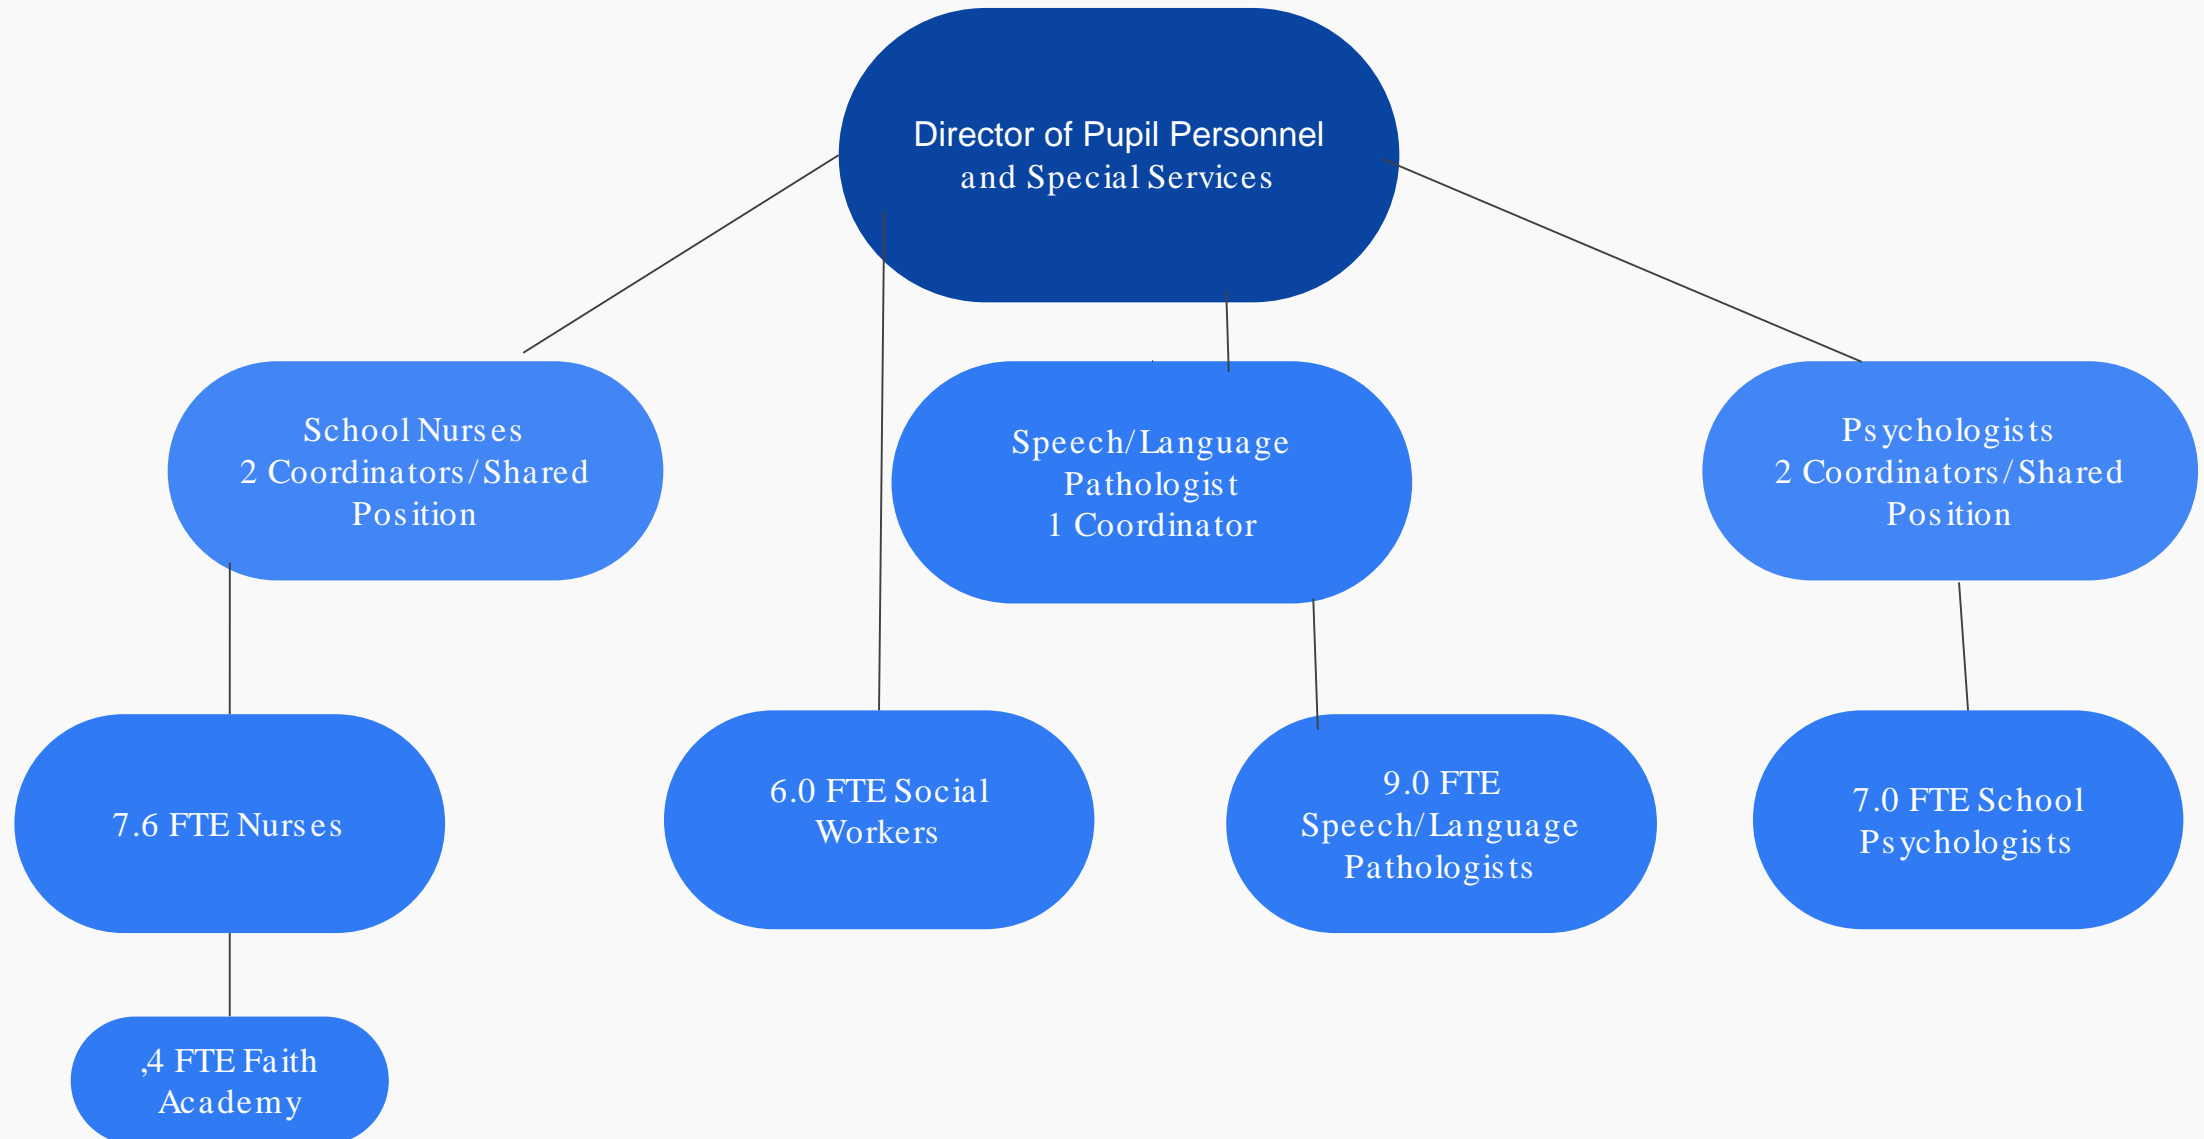 Director of Pupil Personnel
and Special Services
School Nurses
2 Coordinators/Shared
Position
Speech/Language
Pathologist
1 Coordinator
Psychologists
2 Coordinators/Shared
Position
7.6 FTE Nurses
6.0 FTE Social
Workers
9.0 FTE
Speech/Language
Pathologists
7.0 FTE School
Psychologists
,4 FTE Faith
Academy